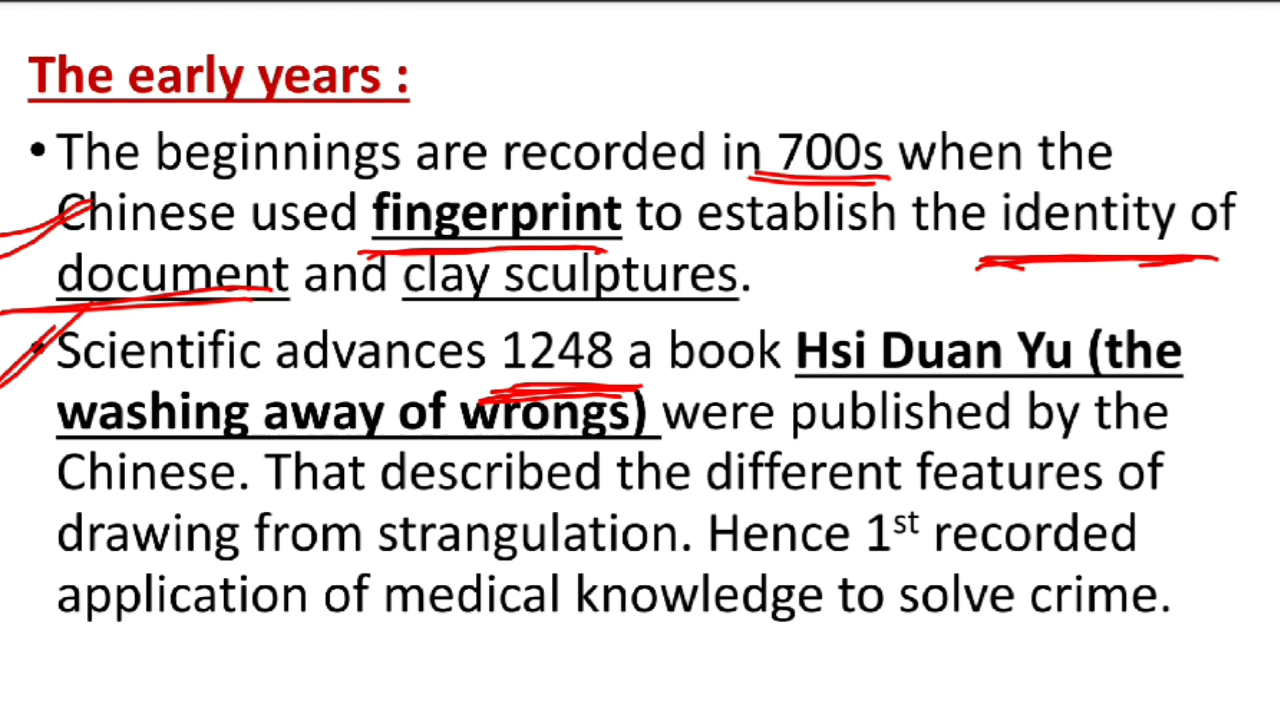 The early years :
• The beginnings are recorded in 700s when the
Chinese used fingerprint to establish the identity of
document and clay sculptures.
• Scientific advances 1248 a book Hsi Duan Yu (the
washing away of wrongs) were published by the
Chinese. That described the different features of
drawing from strangulation. Hence 1st recorded
application of medical knowledge to solve crime.